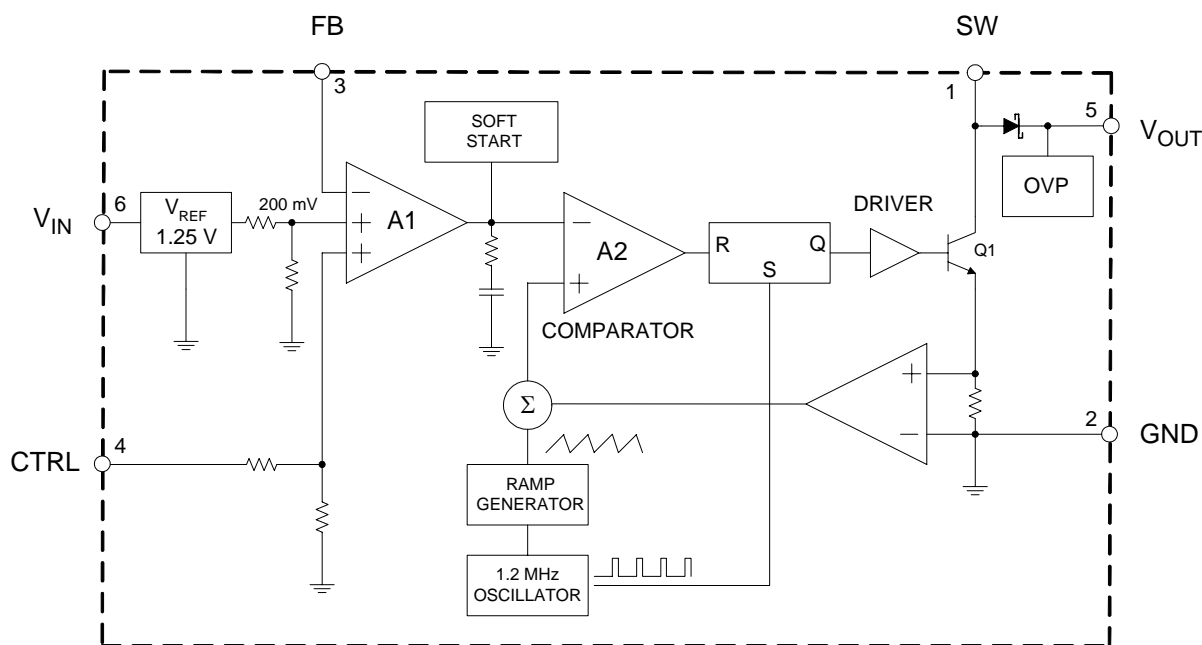 FB
SW
3
1
SOFT
START
5
V_OUT
OVP
V_IN
6
V_REF
1.25 V
200 mV
−
+
+
A1
−
+
A2
COMPARATOR
R
Q
S
DRIVER
Q1
Σ
+
−
2
GND
CTRL
4
RAMP
GENERATOR
1.2 MHz
OSCILLATOR